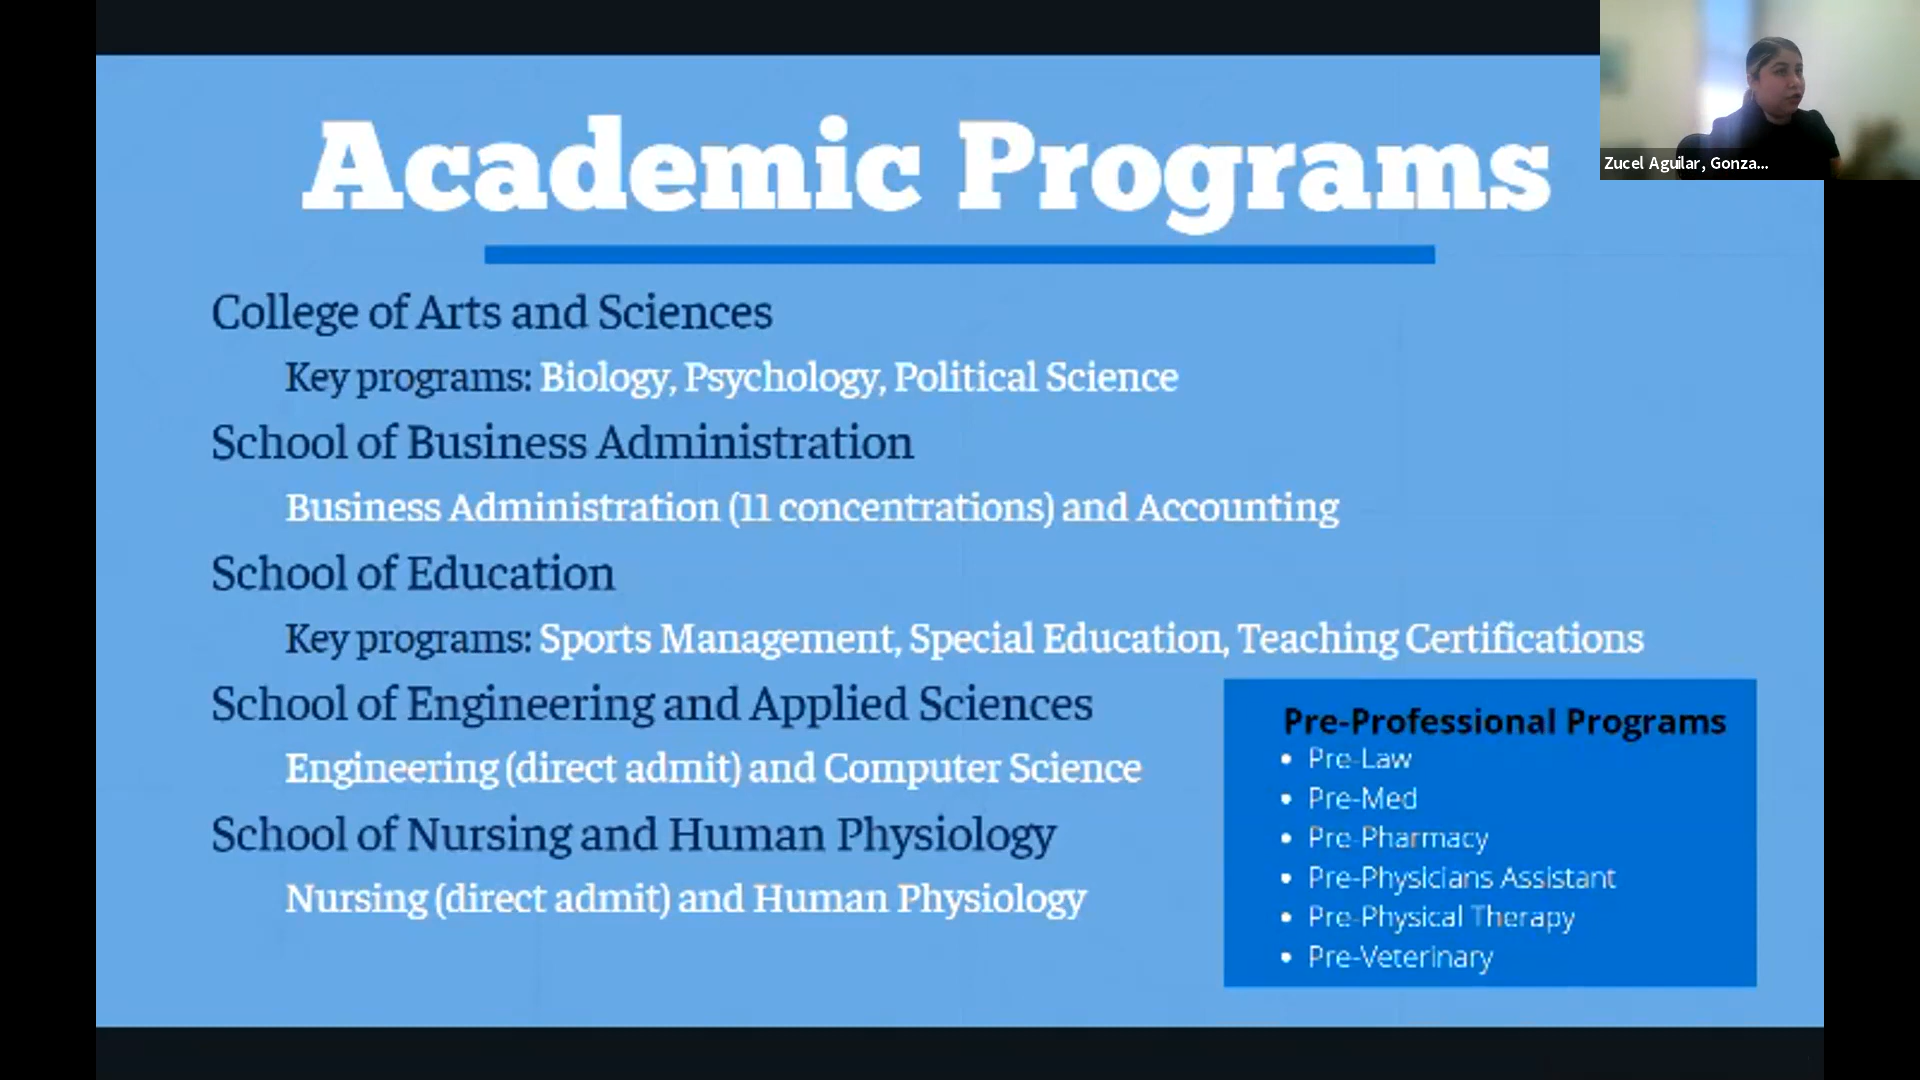 Academic Programs
Zucel Aguilar, Gonza...
College of Arts and Sciences
Key programs: Biology, Psychology, Political Science
School of Business Administration
Business Administration (11 concentrations) and Accounting
School of Education
Key programs: Sports Management, Special Education, Teaching Certifications
School of Engineering and Applied Sciences
Engineering (direct admit) and Computer Science
School of Nursing and Human Physiology
Nursing (direct admit) and Human Physiology
Pre-Professional Programs
• Pre-Law
• Pre-Med
• Pre-Pharmacy
• Pre-Physicians Assistant
• Pre-Physical Therapy
• Pre-Veterinary